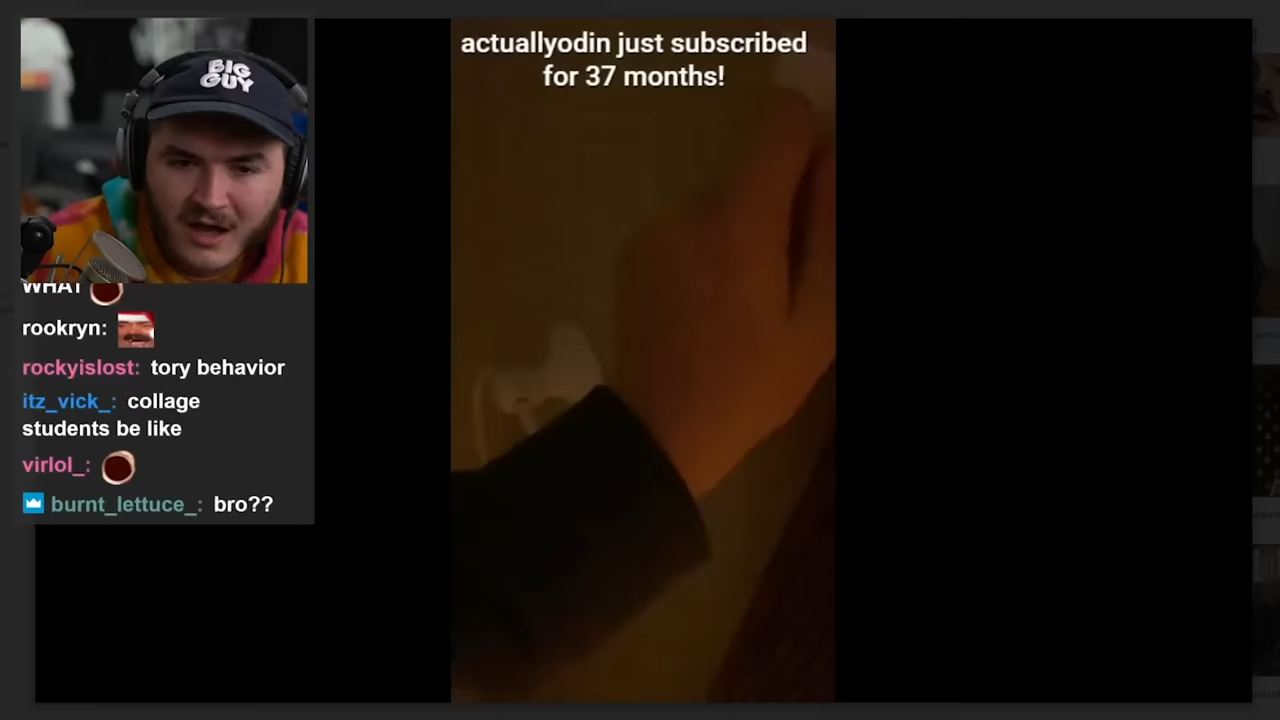 actuallyodin just subscribed
for 37 months!
BIG
GUY
WHAT
rookryn:
rockyislost: tory behavior
itz_vick_: collage
students be like
virlol_:
burnt_lettuce_: bro??